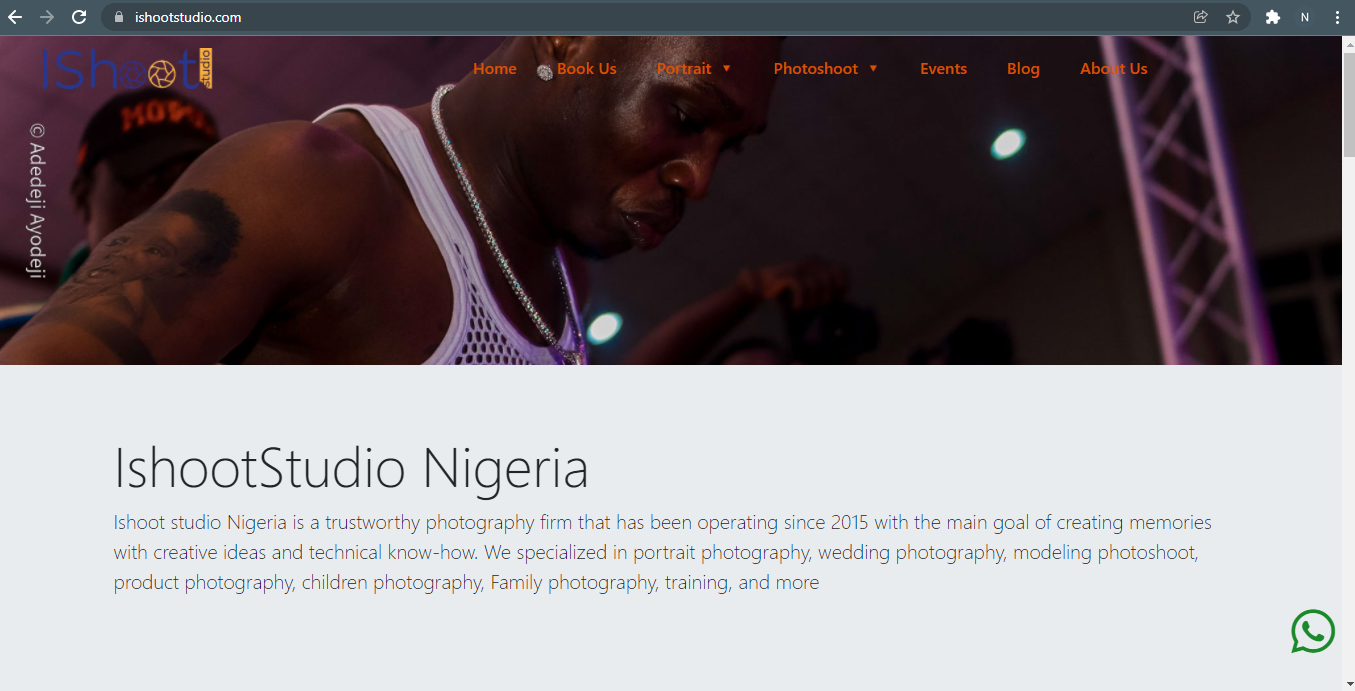 ishootstudio.com
N
IShoot studio
Home Book Us Portrait Photoshoot Events Blog About Us
© Adedeji Ayodeji
IshootStudio Nigeria
Ishoot studio Nigeria is a trustworthy photography firm that has been operating since 2015 with the main goal of creating memories
with creative ideas and technical know-how. We specialized in portrait photography, wedding photography, modeling photoshoot,
product photography, children photography, Family photography, training, and more